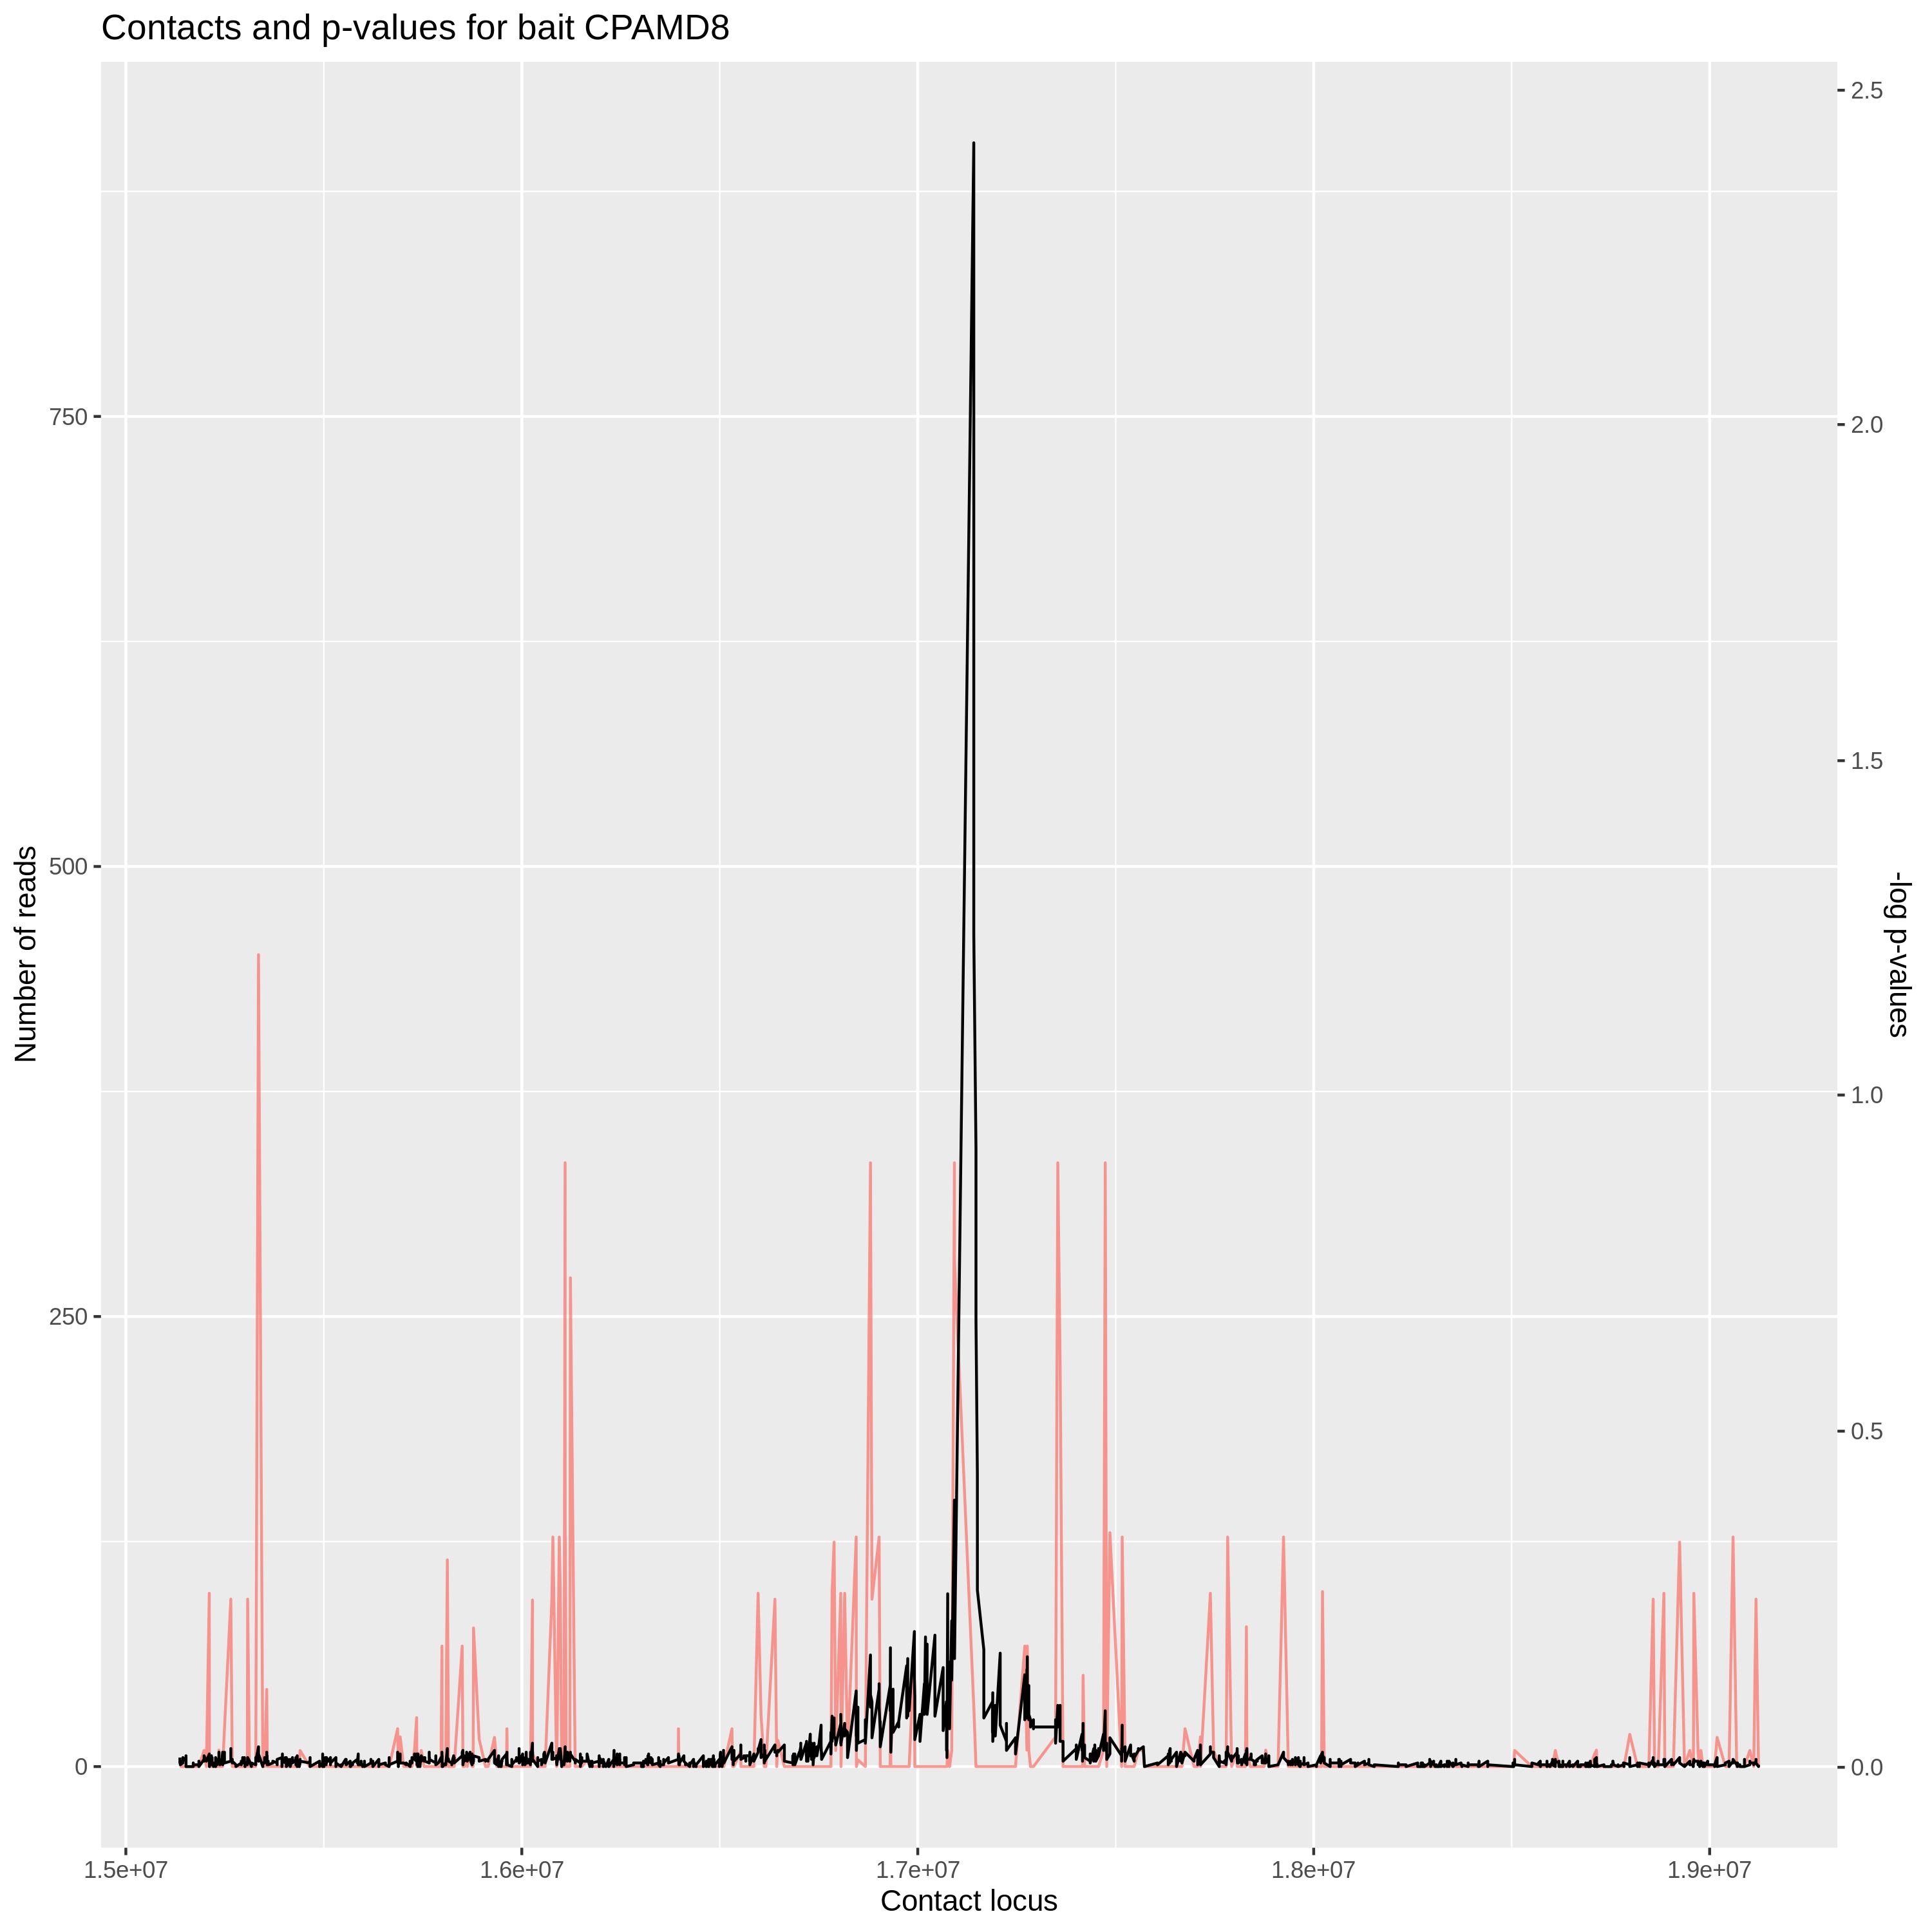 Contacts and p-values for bait CPAMD8
Number of reads
750
500
250
0
2.5
2.0
1.5
1.0
0.5
0.0
-log p-values
1.5e+07
1.6e+07
1.7e+07
1.8e+07
1.9e+07
Contact locus